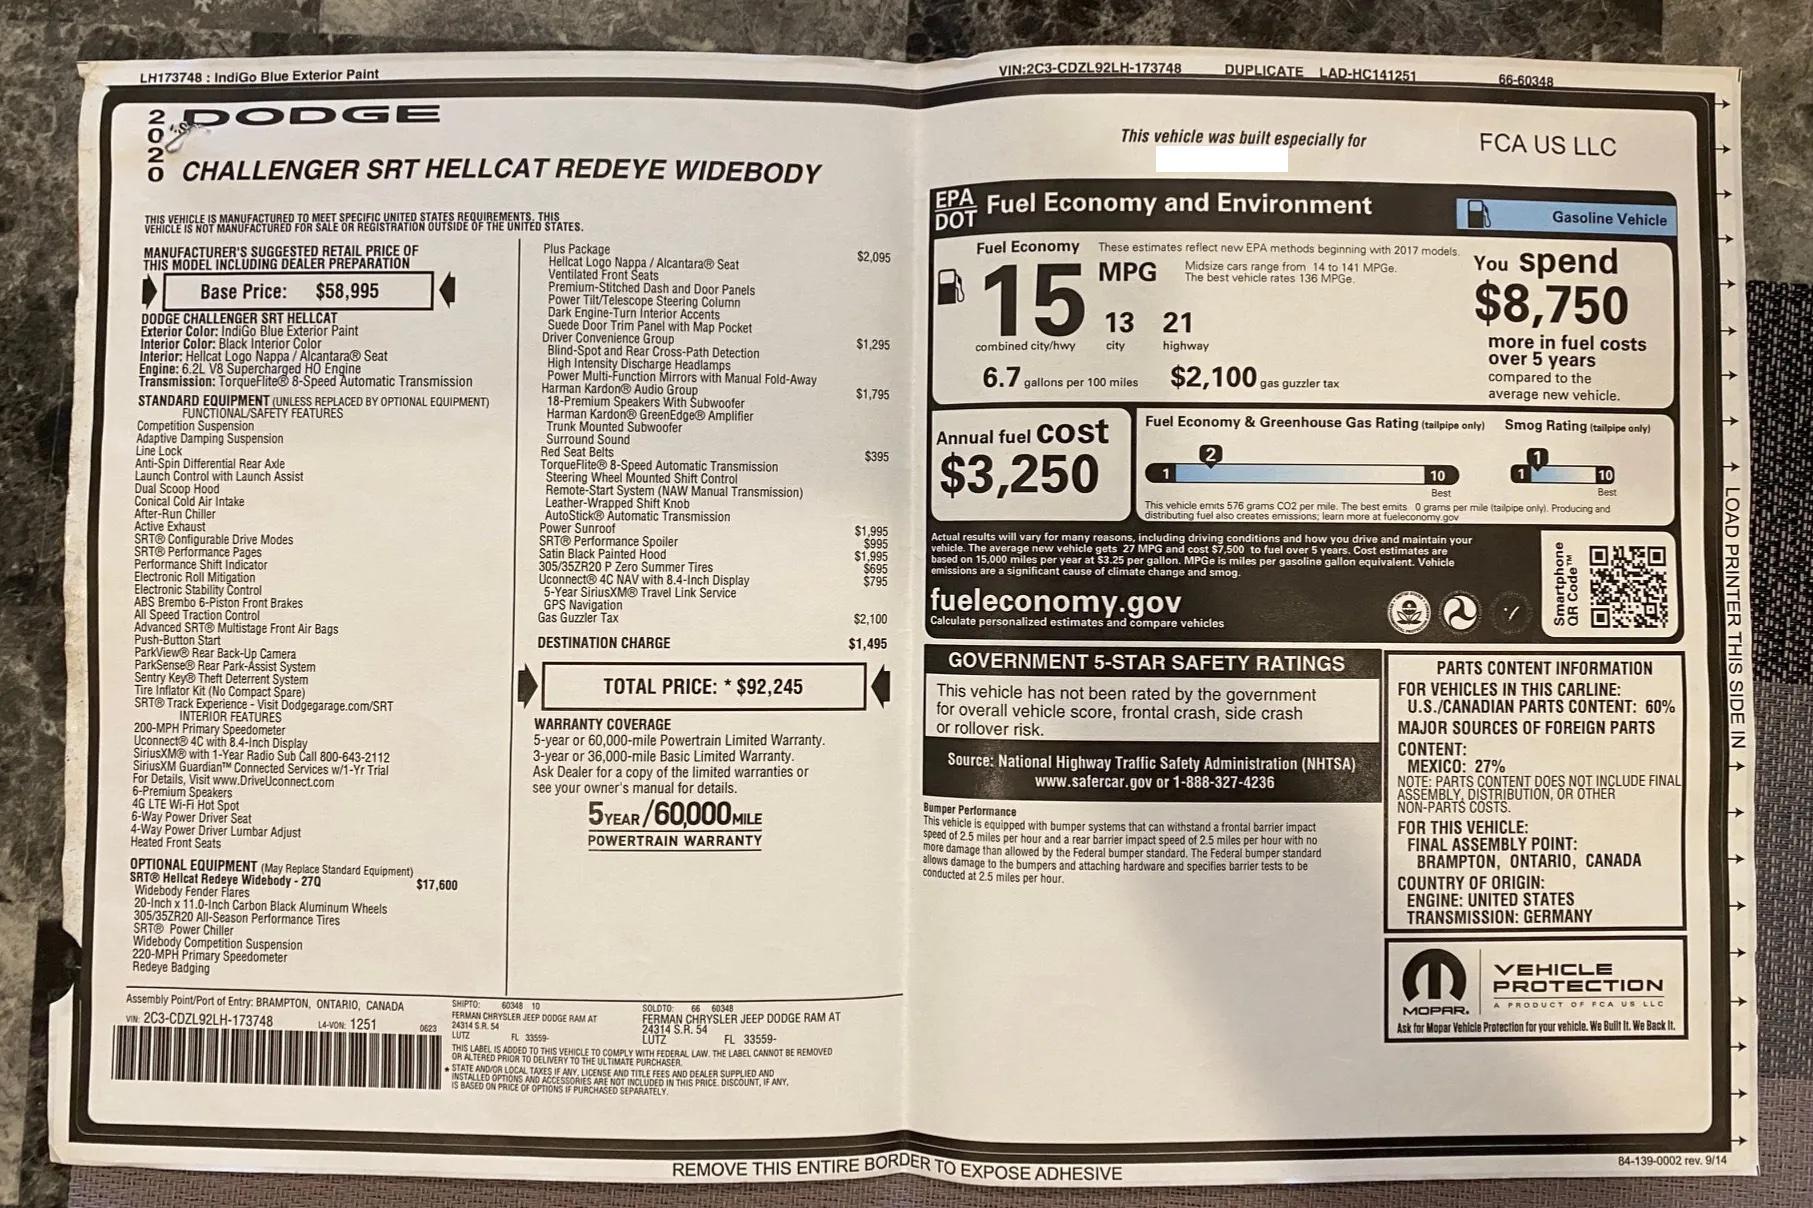 LH173748 : IndiGo Blue Exterior Paint
VIN:2C3-CDZL92LH-173748 DUPLICATE LAD-HC141251 66-60348
2020 DODGE
CHALLENGER SRT HELLCAT REDEYE WIDEBODY
THIS VEHICLE IS MANUFACTURED TO MEET SPECIFIC UNITED STATES REQUIREMENTS. THIS
VEHICLE IS NOT MANUFACTURED FOR SALE OR REGISTRATION OUTSIDE OF THE UNITED STATES.
MANUFACTURER'S SUGGESTED RETAIL PRICE OF
THIS MODEL INCLUDING DEALER PREPARATION
Base Price: $58,995
DODGE CHALLENGER SRT HELLCAT
Exterior Color: IndiGo Blue Exterior Paint
Interior Color: Black Interior Color
Interior: Hellcat Logo Nappa / Alcantara® Seat
Engine: 6.2L V8 Supercharged HO Engine
Transmission: TorqueFlite® 8-Speed Automatic Transmission
STANDARD EQUIPMENT (UNLESS REPLACED BY OPTIONAL EQUIPMENT)
FUNCTIONAL/SAFETY FEATURES
Competition Suspension
Adaptive Damping Suspension
Line Lock
Anti-Spin Differential Rear Axle
Launch Control with Launch Assist
Dual Scoop Hood
Conical Cold Air Intake
After-Run Chiller
Active Exhaust
SRT® Configurable Drive Modes
SRT® Performance Pages
Performance Shift Indicator
Electronic Roll Mitigation
Electronic Stability Control
ABS Brembo 6-Piston Front Brakes
All Speed Traction Control
Advanced SRT® Multistage Front Air Bags
Push-Button Start
ParkView® Rear Back-Up Camera
ParkSense® Rear Park-Assist System
Sentry Key® Theft Deterrent System
Tire Inflator Kit (No Compact Spare)
SRT® Track Experience - Visit Dodgegarage.com/SRT
INTERIOR FEATURES
200-MPH Primary Speedometer
Uconnect® 4C with 8.4-Inch Display
SiriusXM® with 1-Year Radio Sub Call 800-643-2112
SiriusXM Guardian™ Connected Services w/1-Yr Trial
For Details, Visit www.DriveUconnect.com
6-Premium Speakers
4G LTE Wi-Fi Hot Spot
6-Way Power Driver Seat
4-Way Power Driver Lumbar Adjust
Heated Front Seats
OPTIONAL EQUIPMENT (May Replace Standard Equipment)
SRT® Hellcat Redeye Widebody - 27Q $17,600
Widebody Fender Flares
20-Inch x 11.0-Inch Carbon Black Aluminum Wheels
305/35ZR20 All-Season Performance Tires
SRT® Power Chiller
Widebody Competition Suspension
220-MPH Primary Speedometer
Redeye Badging
Plus Package $2,095
Hellcat Logo Nappa / Alcantara® Seat
Ventilated Front Seats
Premium-Stitched Dash and Door Panels
Power Tilt/Telescope Steering Column
Dark Engine-Turn Interior Accents
Suede Door Trim Panel with Map Pocket
Driver Convenience Group $1,295
Blind-Spot and Rear Cross-Path Detection
High Intensity Discharge Headlamps
Power Multi-Function Mirrors with Manual Fold-Away
Harman Kardon® Audio Group $1,795
18-Premium Speakers With Subwoofer
Harman Kardon® GreenEdge® Amplifier
Trunk Mounted Subwoofer
Surround Sound
Red Seat Belts $395
TorqueFlite® 8-Speed Automatic Transmission
Steering Wheel Mounted Shift Control
Remote-Start System (NAW Manual Transmission)
Leather-Wrapped Shift Knob
AutoStick® Automatic Transmission
Power Sunroof $1,995
SRT® Performance Spoiler $995
Satin Black Painted Hood $1,995
305/35ZR20 P Zero Summer Tires $695
Uconnect® 4C NAV with 8.4-Inch Display $795
5-Year SiriusXM® Travel Link Service
GPS Navigation
Gas Guzzler Tax $2,100
DESTINATION CHARGE $1,495
TOTAL PRICE: * $92,245
WARRANTY COVERAGE
5-year or 60,000-mile Powertrain Limited Warranty.
3-year or 36,000-mile Basic Limited Warranty.
Ask Dealer for a copy of the limited warranties or
see your owner's manual for details.
5YEAR/60,000MILE
POWERTRAIN WARRANTY
Assembly Point/Port of Entry: BRAMPTON, ONTARIO, CANADA
VIN: 2C3-CDZL92LH-173748 L4-VON: 1251 0623
SHIPTO: 60348 10
FERMAN CHRYSLER JEEP DODGE RAM AT
24314 S.R. 54
LUTZ FL 33559-
SOLDTO: 66 60348
FERMAN CHRYSLER JEEP DODGE RAM AT
24314 S.R. 54
LUTZ FL 33559-
THIS LABEL IS ADDED TO THIS VEHICLE TO COMPLY WITH FEDERAL LAW. THE LABEL CANNOT BE REMOVED
OR ALTERED PRIOR TO DELIVERY TO THE ULTIMATE PURCHASER.
* STATE AND/OR LOCAL TAXES IF ANY, LICENSE AND TITLE FEES AND DEALER SUPPLIED AND
INSTALLED OPTIONS AND ACCESSORIES ARE NOT INCLUDED IN THIS PRICE. DISCOUNT, IF ANY,
IS BASED ON PRICE OF OPTIONS IF PURCHASED SEPARATELY.
This vehicle was built especially for FCA US LLC
EPA DOT Fuel Economy and Environment
Gasoline Vehicle
Fuel Economy
These estimates reflect new EPA methods beginning with 2017 models.
15 MPG
Midsize cars range from 14 to 141 MPGe.
The best vehicle rates 136 MPGe.
13 21
combined city/hwy city highway
6.7 gallons per 100 miles $2,100 gas guzzler tax
You spend
$8,750
more in fuel costs
over 5 years
compared to the
average new vehicle.
Annual fuel cost
$3,250
Fuel Economy & Greenhouse Gas Rating (tailpipe only) Smog Rating (tailpipe only)
2 1
1 10 1 10
Best Best
This vehicle emits 576 grams CO2 per mile. The best emits 0 grams per mile (tailpipe only). Producing and
distributing fuel also creates emissions; learn more at fueleconomy.gov
Actual results will vary for many reasons, including driving conditions and how you drive and maintain your
vehicle. The average new vehicle gets 27 MPG and cost $7,500 to fuel over 5 years. Cost estimates are
based on 15,000 miles per year at $3.25 per gallon. MPGe is miles per gasoline gallon equivalent. Vehicle
emissions are a significant cause of climate change and smog.
fueleconomy.gov
Calculate personalized estimates and compare vehicles
Smartphone
QR Code™
GOVERNMENT 5-STAR SAFETY RATINGS
This vehicle has not been rated by the government
for overall vehicle score, frontal crash, side crash
or rollover risk.
Source: National Highway Traffic Safety Administration (NHTSA)
www.safercar.gov or 1-888-327-4236
Bumper Performance
This vehicle is equipped with bumper systems that can withstand a frontal barrier impact
speed of 2.5 miles per hour and a rear barrier impact speed of 2.5 miles per hour with no
more damage than allowed by the Federal bumper standard. The Federal bumper standard
allows damage to the bumpers and attaching hardware and specifies barrier tests to be
conducted at 2.5 miles per hour.
PARTS CONTENT INFORMATION
FOR VEHICLES IN THIS CARLINE:
U.S./CANADIAN PARTS CONTENT: 60%
MAJOR SOURCES OF FOREIGN PARTS
CONTENT:
MEXICO: 27%
NOTE: PARTS CONTENT DOES NOT INCLUDE FINAL
ASSEMBLY, DISTRIBUTION, OR OTHER
NON-PARTS COSTS.
FOR THIS VEHICLE:
FINAL ASSEMBLY POINT:
BRAMPTON, ONTARIO, CANADA
COUNTRY OF ORIGIN:
ENGINE: UNITED STATES
TRANSMISSION: GERMANY
MOPAR.
VEHICLE
PROTECTION
A PRODUCT OF FCA US LLC
Ask for Mopar Vehicle Protection for your vehicle. We Built It. We Back It.
LOAD PRINTER THIS SIDE IN
84-139-0002 rev. 9/14
REMOVE THIS ENTIRE BORDER TO EXPOSE ADHESIVE